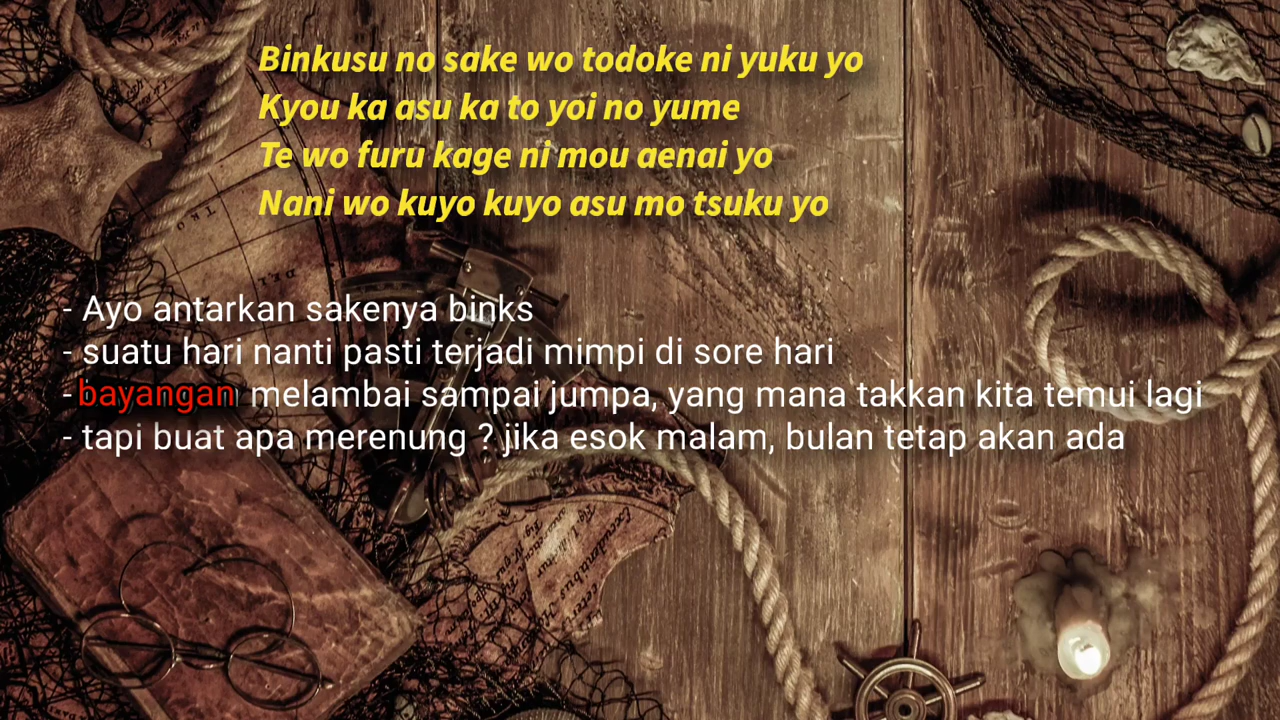 Binkusu no sake wo todoke ni yuku yo
Kyou ka asu ka to yoi no yume
Te wo furu kage ni mou aenai yo
Nani wo kuyo kuyo asu mo tsuku yo
- Ayo antarkan sakenya binks
- suatu hari nanti pasti terjadi mimpi di sore hari
- bayangan melambai sampai jumpa, yang mana takkan kita temui lagi
- tapi buat apa merenung ? jika esok malam, bulan tetap akan ada